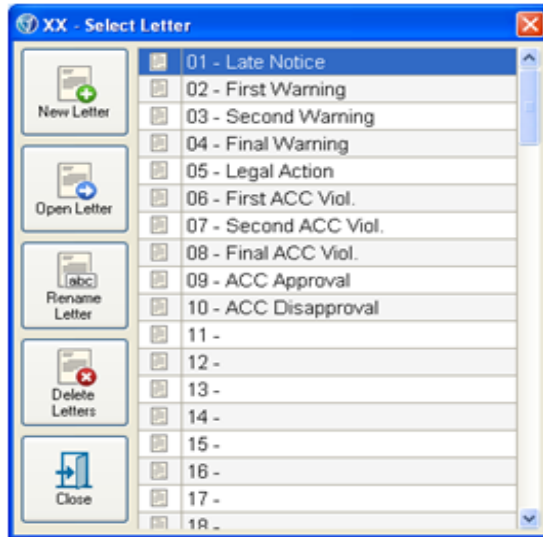 XX - Select Letter
New Letter
Open Letter
abc
Rename
Letter
Delete
Letters
Close
01 - Late Notice
02 - First Warning
03 - Second Warning
04 - Final Warning
05 - Legal Action
06 - First ACC Viol.
07 - Second ACC Viol.
08 - Final ACC Viol.
09 - ACC Approval
10 - ACC Disapproval
11 -
12 -
13 -
14 -
15 -
16 -
17 -
18 -